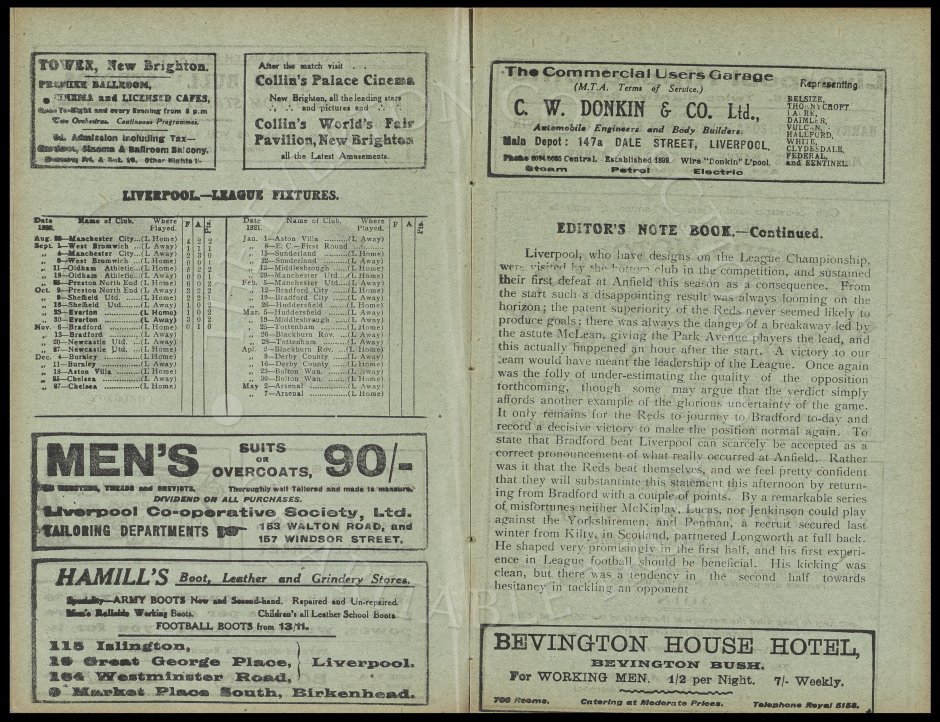 TOWER, New Brighton.
PREMIER BALLROOM,
CINEMA and LICENSED CAFES,
Open To-Night and every Evening from 6 p.m
Two Orchestras. Continuous Programmes.
Admission including Tax—
Gardens, Cinema & Ballroom Balcony.
Other Nights 1/-
After the match visit . .
Collin's Palace Cinema
New Brighton, all the leading stars
and pictures and
Collin's World's Fair
Pavilion, New Brighton
all the Latest Amusements.
LIVERPOOL.—LEAGUE FIXTURES.
Date 1920. Name of Club. Where Played. F A Pts.
Aug. 28—Manchester City...(L Home) 4 2 2
Sept. 1—West Bromwich ...(L Away) 1 1 1
„ 4—Manchester City...(L Away) 2 3 0
„ 8—West Bromwich ...(L Home) 0 0 0
„ 11—Oldham Athletic...(L Home) 5 2 2
„ 18—Oldham Athletic...(L Away) 0 0 1
„ 25—Preston North End (L Home) 6 0 2
Oct. 2—Preston North End (L Away) 3 2 2
„ 9—Sheffield Utd. ...(L Home) 2 2 1
„ 16—Sheffield Utd. ...(L Away) 1 0 2
„ 23—Everton ............(L Home) 1 0 2
„ 30—Everton ............(L Away) 3 0 2
Nov. 6—Bradford ............(L Home) 0 1 0
„ 13—Bradford ............(L Away)
„ 20—Newcastle Utd. ...(L Away)
„ 27—Newcastle Utd. ...(L Home)
Dec. 4—Burnley ............(L Home)
„ 11—Burnley ............(L Away)
„ 18—Aston Villa .........(L Home)
„ 25—Chelsea ............(L Away)
„ 27—Chelsea ............(L Home)
Date 1921. Name of Club. Where Played. F A Pts.
Jan. 1—Aston Villa .........(L Away)
„ 8—E.C.—First Round ...
„ 15—Sunderland .........(L Home)
„ 22—Sunderland .........(L Away)
„ 22—Middlesbrough ...(L Away)
„ 29—Manchester Utd...(L Home)
Feb. 5—Manchester Utd....(L Away)
„ 12—Bradford City ...(L Home)
„ 19—Bradford City ...(L Away)
„ 26—Huddersfield ......(L Home)
Mar. 5—Huddersfield ......(L Away)
„ 19—Middlesbrough ...(L Away)
„ 25—Tottenham .........(L Home)
„ 26—Blackburn Rov. ...(L Away)
„ 28—Tottenham .........(L Away)
Apr. 2—Blackburn Rov. ...(L Home)
„ 9—Derby County ......(L Away)
„ 16—Derby County ......(L Home)
„ 23—Bolton Wan. ......(L Away)
„ 30—Bolton Wan. ......(L Home)
May 2—Arsenal ............(L Away)
„ 7—Arsenal ............(L Home)
MEN'S SUITS OR OVERCOATS, 90/-
Thoroughly well Tailored and made to measure.
DIVIDEND ON ALL PURCHASES.
Liverpool Co-operative Society, Ltd.
TAILORING DEPARTMENTS 153 WALTON ROAD, and
157 WINDSOR STREET.
HAMILL'S Boot, Leather and Grindery Stores.
Specialty—ARMY BOOTS New and Second-hand. Repaired and Un-repaired.
Men's Reliable Working Boots. Children's all Leather School Boots.
FOOTBALL BOOTS from 13/11.
115 Islington,
Great George Place,
164 Westminster Road,
Liverpool.
9 Market Place South, Birkenhead.
The Commercial Users Garage
(M.T.A. Terms of Service.)
C. W. DONKIN & CO. Ltd.,
Automobile Engineers and Body Builders.
Main Depot: 147a DALE STREET, LIVERPOOL.
Central. Established 1899. Wire "Donkin" L'pool.
Steam Petrol Electric
Representing
BELSIZE,
THORNYCROFT
DAIMLER,
VULCAN,
HALLFORD,
WHITE,
CLYDESDALE,
FEDERAL,
and SENTINEL.
EDITOR'S NOTE BOOK.—Continued.
Liverpool, who have designs on the League Championship,
were visited by the bottom club in the competition, and sustained
their first defeat at Anfield this season as a consequence. From
the start such a disappointing result was always looming on the
horizon; the patent superiority of the Reds never seemed likely to
produce goals; there was always the danger of a breakaway led by
the astute McLean, giving the Park Avenue players the lead, and
this actually happened an hour after the start. A victory to our
team would have meant the leadership of the League. Once again
was the folly of under-estimating the quality of the opposition
forthcoming, though some may argue that the verdict simply
affords another example of the glorious uncertainty of the game.
It only remains for the Reds to journey to Bradford to-day and
record a decisive victory to make the position normal again. To
state that Bradford beat Liverpool can scarcely be accepted as a
correct pronouncement of what really occurred at Anfield. Rather
was it that the Reds beat themselves, and we feel pretty confident
that they will substantiate this statement this afternoon by return-
ing from Bradford with a couple of points. By a remarkable series
of misfortunes neither McKinlay, Lucas, nor Jenkinson could play
against the Yorkshiremen, and Penman, a recruit secured last
winter from Kilty, in Scotland, partnered Longworth at full back.
He shaped very promisingly in the first half, and his first experi-
ence in League football should be beneficial. His kicking was
clean, but there was a tendency in the second half towards
hesitancy in tackling an opponent
BEVINGTON HOUSE HOTEL,
BEVINGTON BUSH.
For WORKING MEN. 1/2 per Night. 7/- Weekly.
700 Rooms. Catering at Moderate Prices. Telephone Royal 5158.